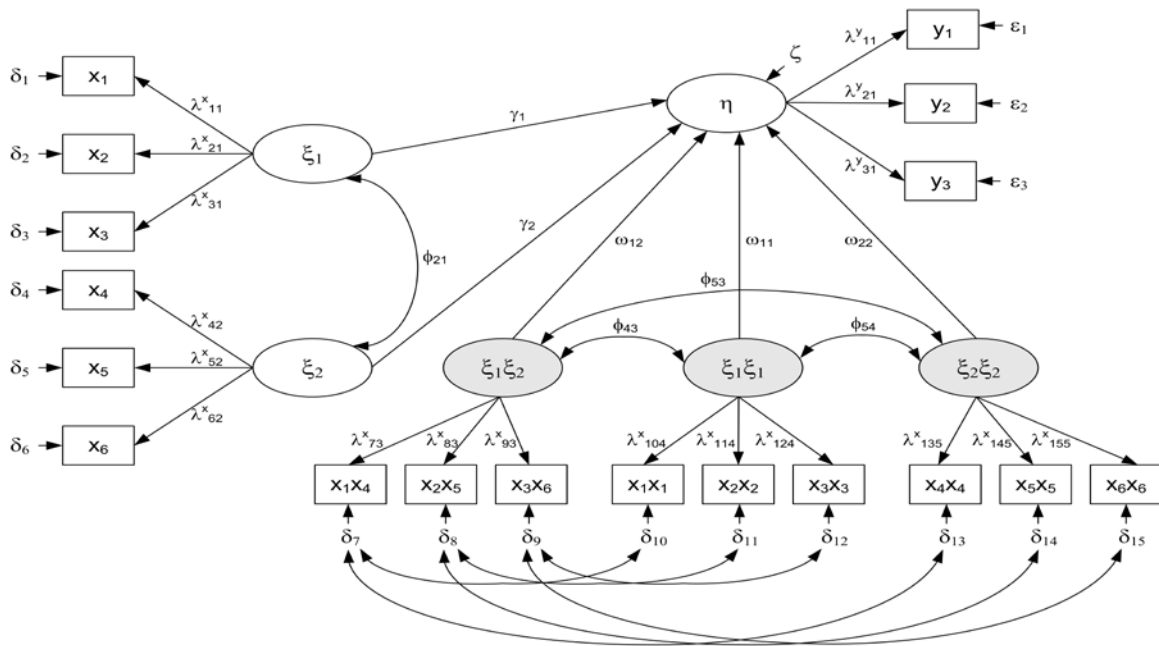 y₁ ε₁
λʸ₁₁
ζ
δ₁ x₁
η λʸ₂₁ y₂ ε₂
λˣ₁₁
γ₁
λʸ₃₁
δ₂ x₂ λˣ₂₁ ξ₁
y₃ ε₃
λˣ₃₁
γ₂
δ₃ x₃
ω₁₂ ω₁₁ ω₂₂
ϕ₂₁
δ₄ x₄
ϕ₅₃
λˣ₄₂
ϕ₄₃ ϕ₅₄
δ₅ x₅ λˣ₅₂ ξ₂ ξ₁ξ₂ ξ₁ξ₁ ξ₂ξ₂
λˣ₆₂
δ₆ x₆
λˣ₇₃ λˣ₈₃ λˣ₉₃ λˣ₁₀₄ λˣ₁₁₄ λˣ₁₂₄ λˣ₁₃₅ λˣ₁₄₅ λˣ₁₅₅
x₁x₄ x₂x₅ x₃x₆ x₁x₁ x₂x₂ x₃x₃ x₄x₄ x₅x₅ x₆x₆
δ₇ δ₈ δ₉ δ₁₀ δ₁₁ δ₁₂ δ₁₃ δ₁₄ δ₁₅